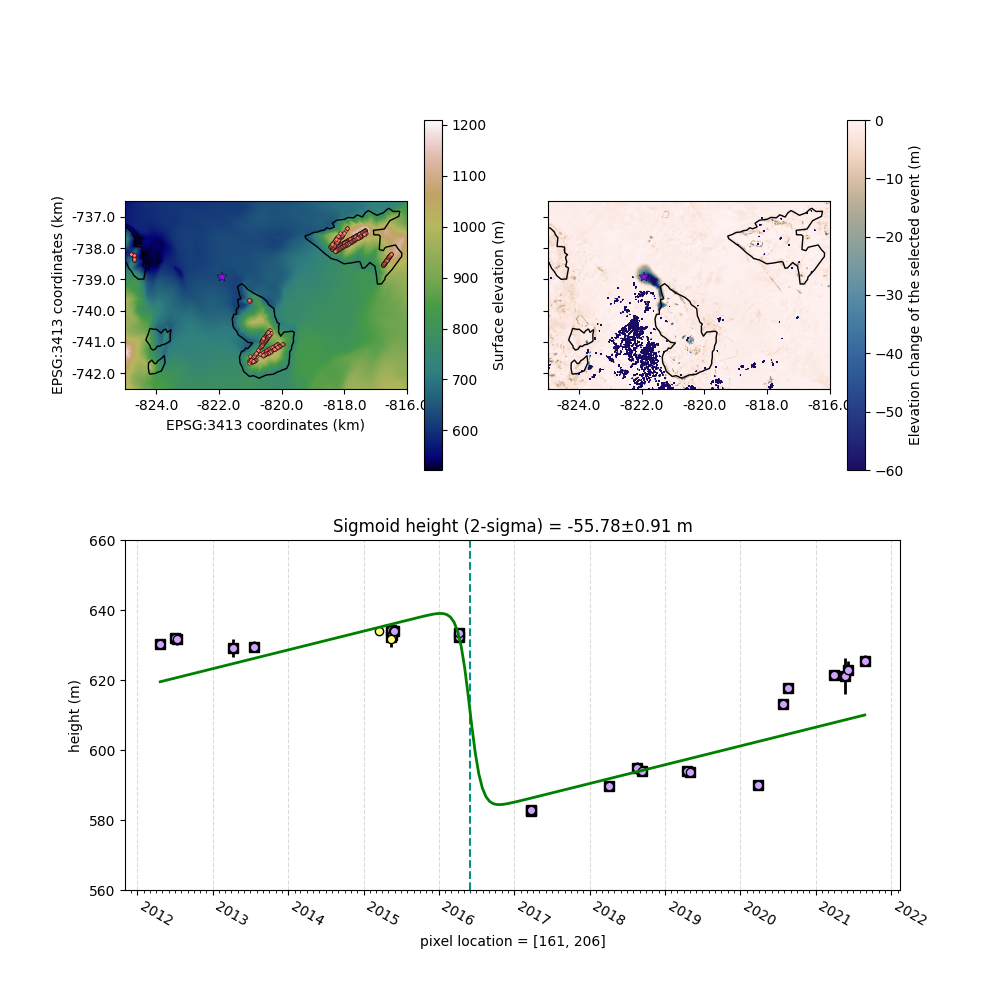 1200
1100
1000
900
800
700
600
Surface elevation (m)
EPSG:3413 coordinates (km)
-737.0
-738.0
-739.0
-740.0
-741.0
-742.0
-824.0 -822.0 -820.0 -818.0 -816.0
EPSG:3413 coordinates (km)
-824.0 -822.0 -820.0 -818.0 -816.0
0
−10
−20
−30
−40
−50
−60
Elevation change of the selected event (m)
Sigmoid height (2-sigma) = -55.78±0.91 m
660
640
620
600
580
560
height (m)
2012 2013 2014 2015 2016 2017 2018 2019 2020 2021 2022
pixel location = [161, 206]